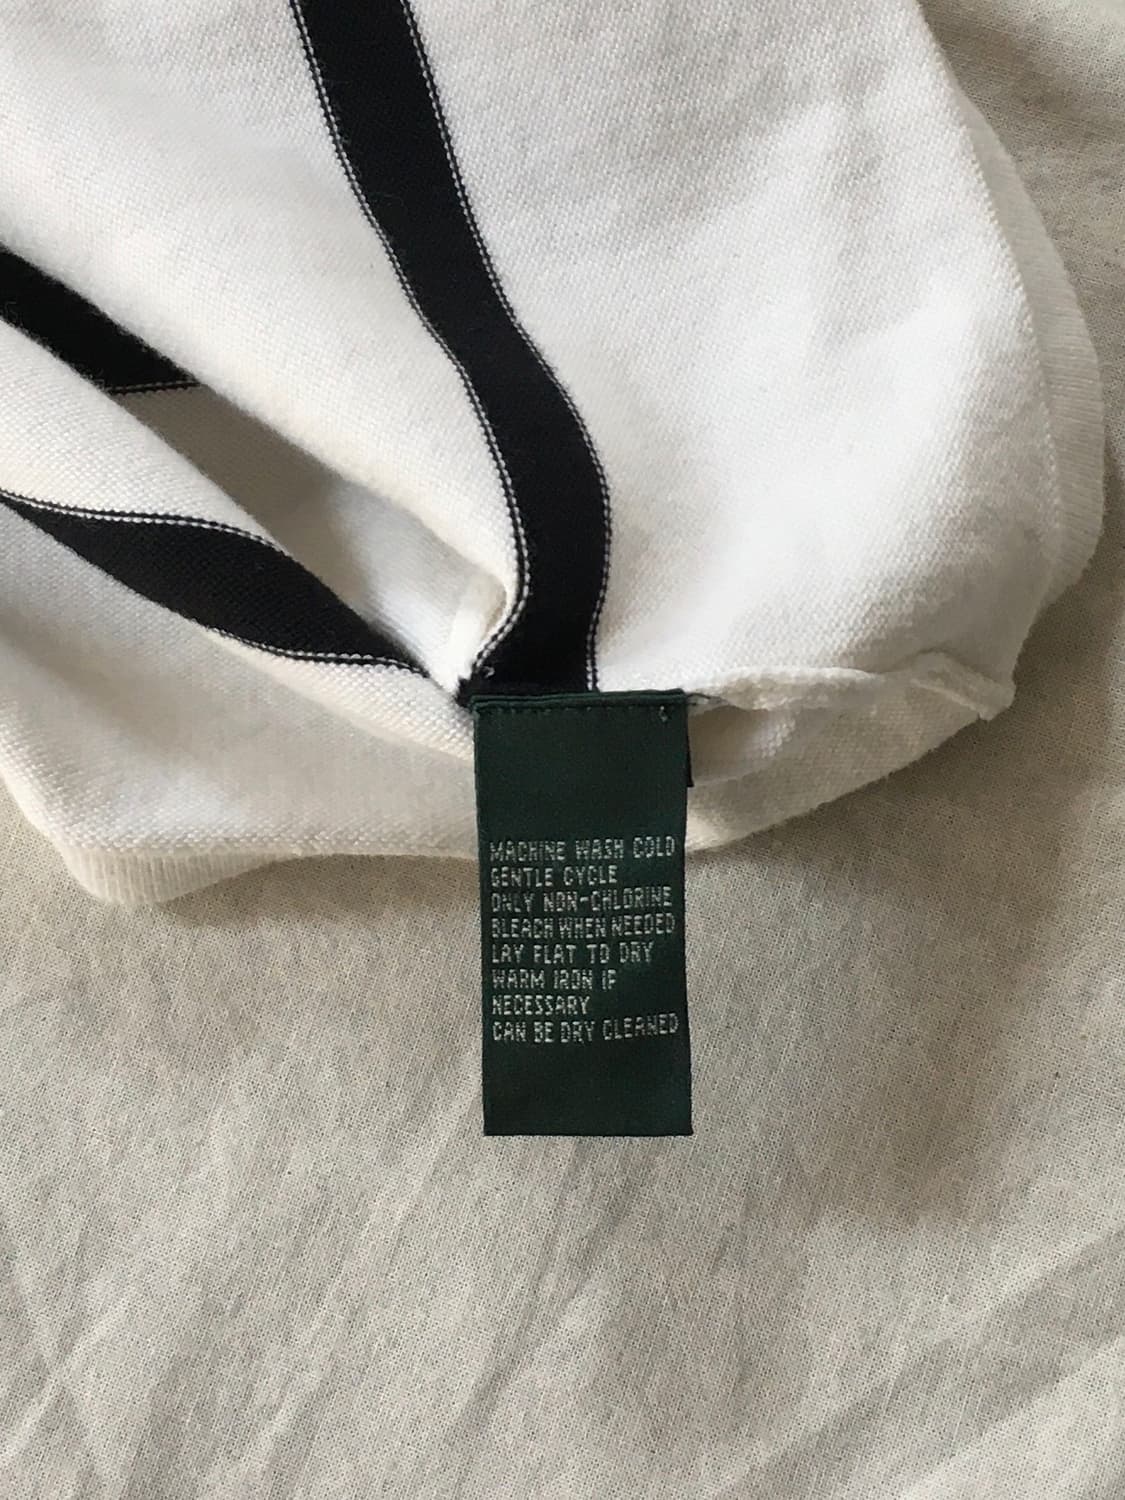 MACHINE WASH COLD
GENTLE CYCLE
ONLY NON-CHLORINE
BLEACH WHEN NEEDED
LAY FLAT TO DRY
WARM IRON IF
NECESSARY
CAN BE DRY CLEANED